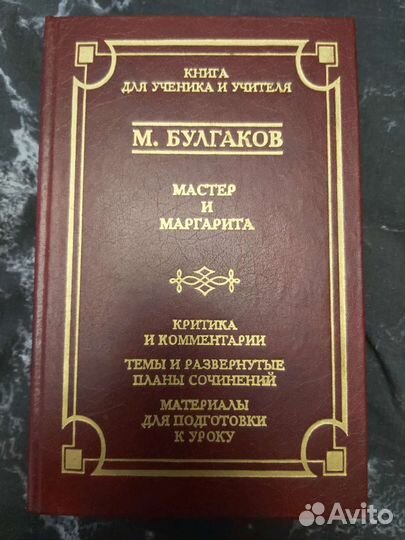 КНИГА
ДЛЯ УЧЕНИКА И УЧИТЕЛЯ
М. БУЛГАКОВ
МАСТЕР
И
МАРГАРИТА
КРИТИКА
И КОММЕНТАРИИ
ТЕМЫ И РАЗВЕРНУТЫЕ
ПЛАНЫ СОЧИНЕНИЙ
МАТЕРИАЛЫ
ДЛЯ ПОДГОТОВКИ
К УРОКУ
Avito